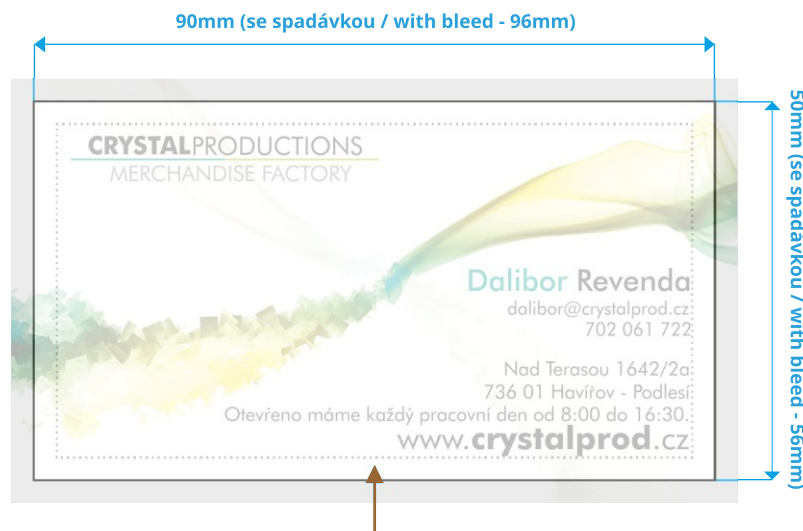 90mm (se spadávkou / with bleed - 96mm)
CRYSTALPRODUCTIONS
MERCHANDISE FACTORY
50mm (se spadávkou / with bleed - 56mm)
Dalibor Revenda
dalibor@crystalprod.cz
702 061 722
Nad Terasou 1642/2a
736 01 Havířov - Podlesí
Otevřeno máme každý pracovní den od 8:00 do 16:30.
www.crystalprod.cz